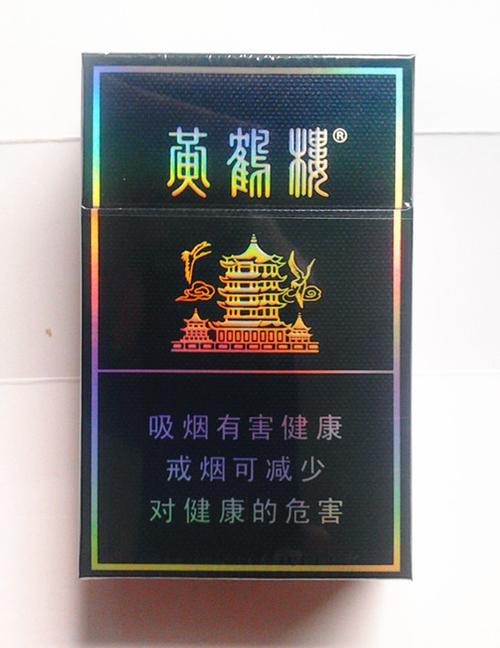 黃鶴樓®
吸烟有害健康
戒烟可减少
对健康的危害